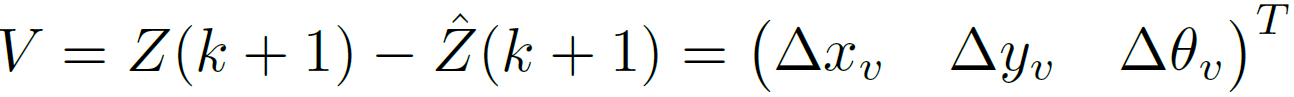 V = Z(k + 1) − Ẑ(k + 1) = (Δx_v Δy_v Δθ_v)^T